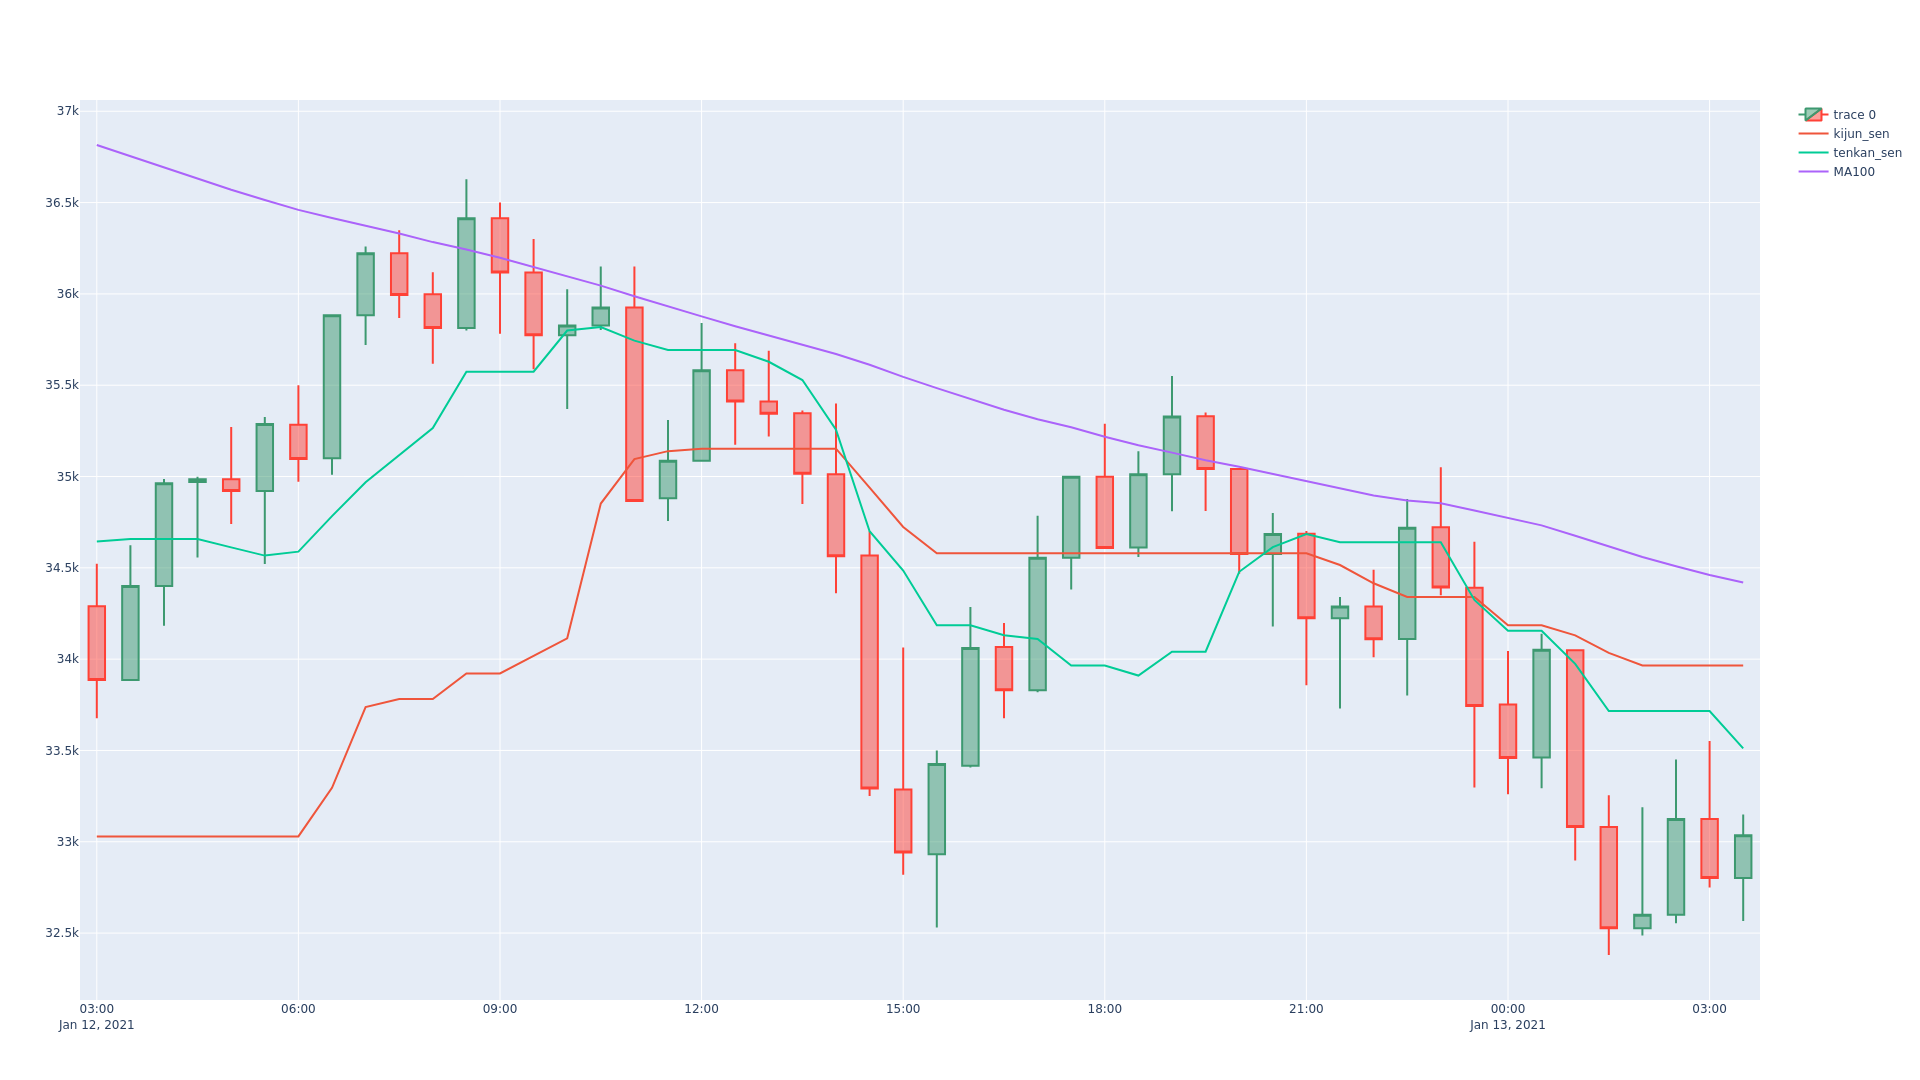 37k
36.5k
36k
35.5k
35k
34.5k
34k
33.5k
33k
32.5k
03:00 06:00 09:00 12:00 15:00 18:00 21:00 00:00 03:00
Jan 12, 2021 Jan 13, 2021
trace 0
kijun_sen
tenkan_sen
MA100